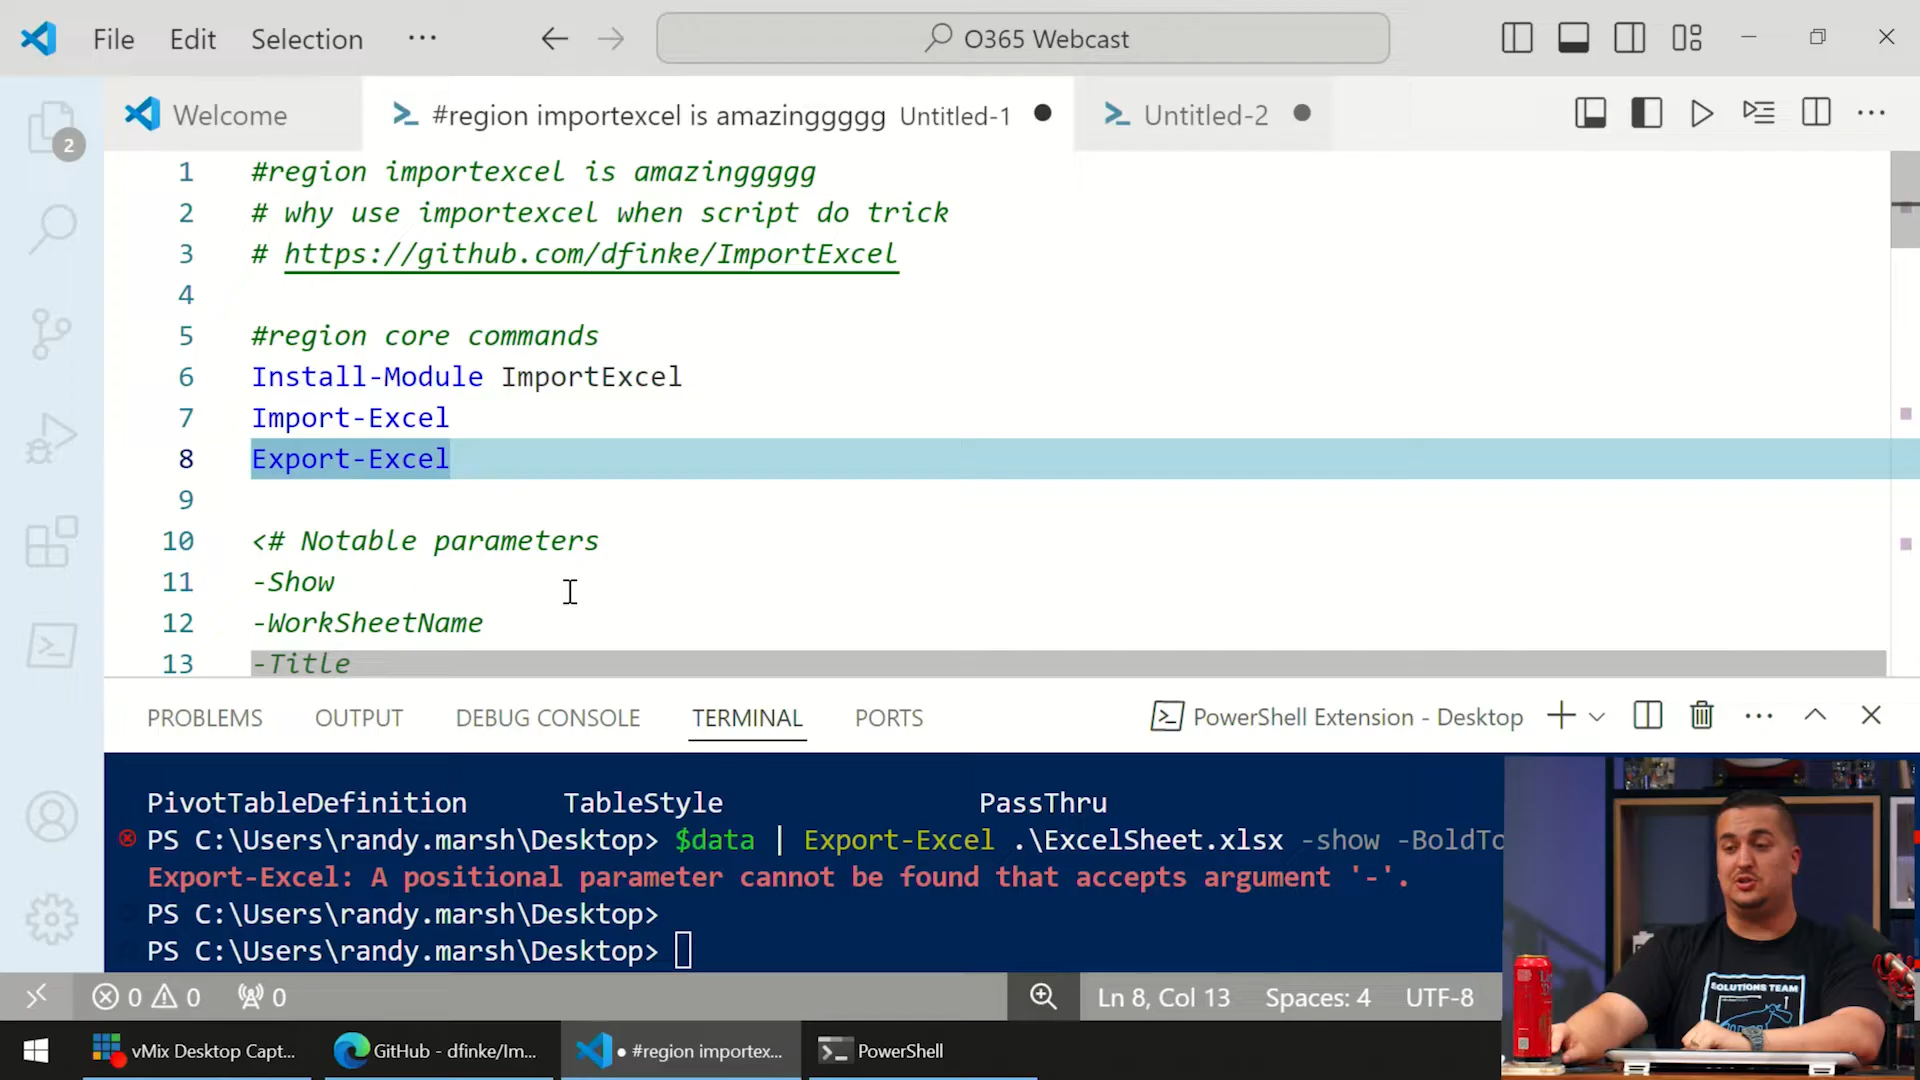 File Edit Selection ··· O365 Webcast
Welcome #region importexcel is amazinggggg Untitled-1 Untitled-2
2
1 #region importexcel is amazinggggg
2 # why use importexcel when script do trick
3 # https://github.com/dfinke/ImportExcel
4
5 #region core commands
6 Install-Module ImportExcel
7 Import-Excel
8 Export-Excel
9
10 <# Notable parameters
11 -Show
12 -WorkSheetName
13 -Title
PROBLEMS OUTPUT DEBUG CONSOLE TERMINAL PORTS PowerShell Extension - Desktop
PivotTableDefinition TableStyle PassThru
PS C:\Users\randy.marsh\Desktop> $data | Export-Excel .\ExcelSheet.xlsx -show -BoldTo
Export-Excel: A positional parameter cannot be found that accepts argument '-'.
PS C:\Users\randy.marsh\Desktop>
PS C:\Users\randy.marsh\Desktop>
SOLUTIONS TEAM
0 0 0 Ln 8, Col 13 Spaces: 4 UTF-8
vMix Desktop Capt... GitHub - dfinke/Im... ● #region importex... PowerShell